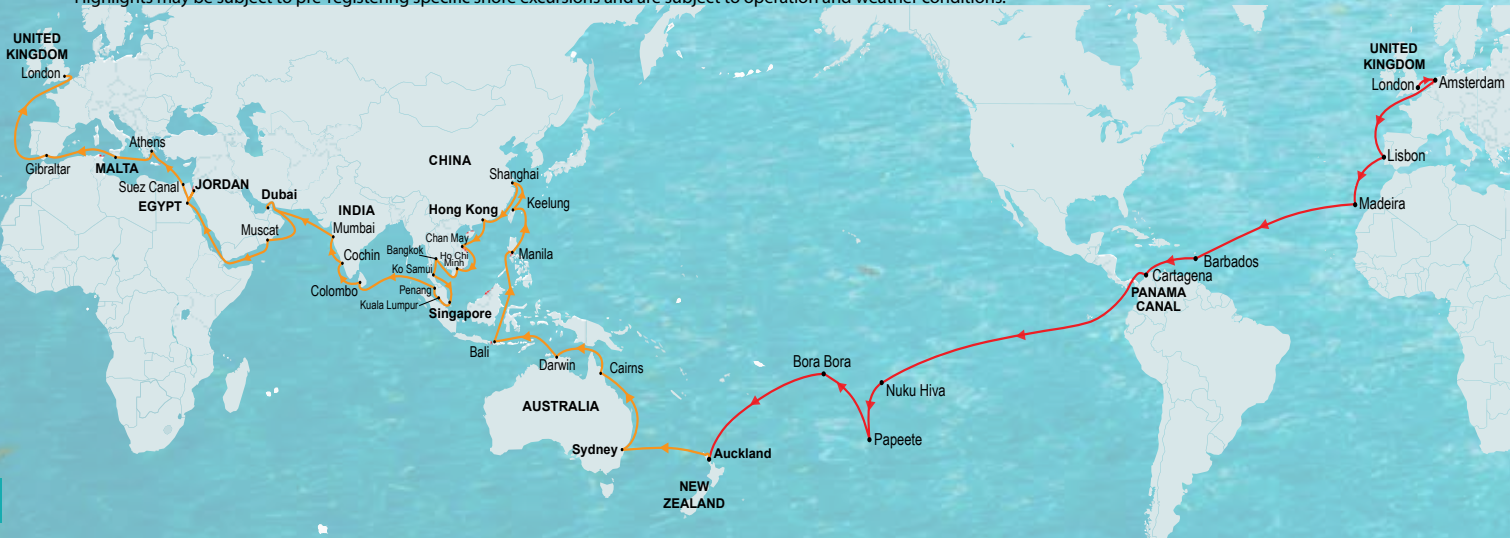 Highlights may be subject to pre-registering specific shore excursions and are subject to operation and weather conditions.
UNITED
KINGDOM
London
Gibraltar
MALTA
Athens
Suez Canal
JORDAN
EGYPT
Dubai
Muscat
INDIA
Mumbai
Cochin
Colombo
CHINA
Shanghai
Keelung
Hong Kong
Chan May
Bangkok
Ho Chi
Minh
Ko Samui
Penang
Kuala Lumpur
Singapore
Manila
Bali
Darwin
Cairns
AUSTRALIA
Sydney
Auckland
NEW
ZEALAND
Bora Bora
Papeete
Nuku Hiva
PANAMA
CANAL
Cartagena
Barbados
Madeira
Lisbon
UNITED
KINGDOM
London
Amsterdam